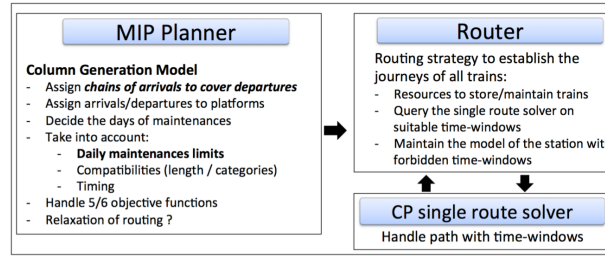 MIP Planner
Column Generation Model
- Assign chains of arrivals to cover departures
- Assign arrivals/departures to platforms
- Decide the days of maintenances
- Take into account:
- Daily maintenances limits
- Compatibilities (length / categories)
- Timing
- Handle 5/6 objective functions
- Relaxation of routing ?
Router
Routing strategy to establish the
journeys of all trains:
- Resources to store/maintain trains
- Query the single route solver on
suitable time-windows
- Maintain the model of the station wit
forbidden time-windows
CP single route solver
Handle path with time-windows